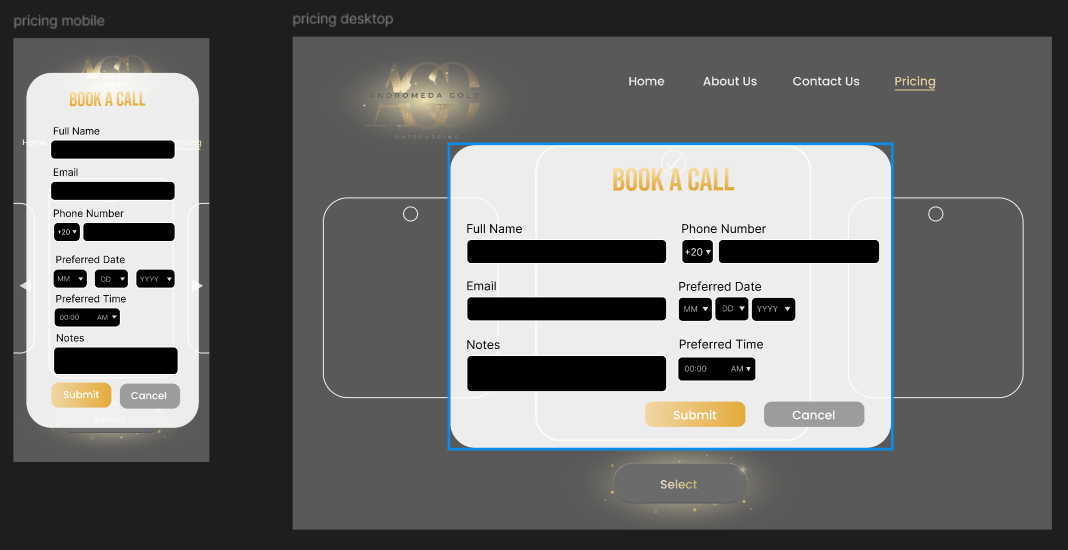 pricing mobile
BOOK A CALL
Full Name
Email
Phone Number
+20
Preferred Date
MM DD YYYY
Preferred Time
00:00 AM
Notes
Submit Cancel
Select
pricing desktop
ANDROMEDA GOLD
OUTSOURCING
Home About Us Contact Us Pricing
BOOK A CALL
Full Name Phone Number
+20
Email Preferred Date
MM DD YYYY
Notes Preferred Time
00:00 AM
Submit Cancel
Select